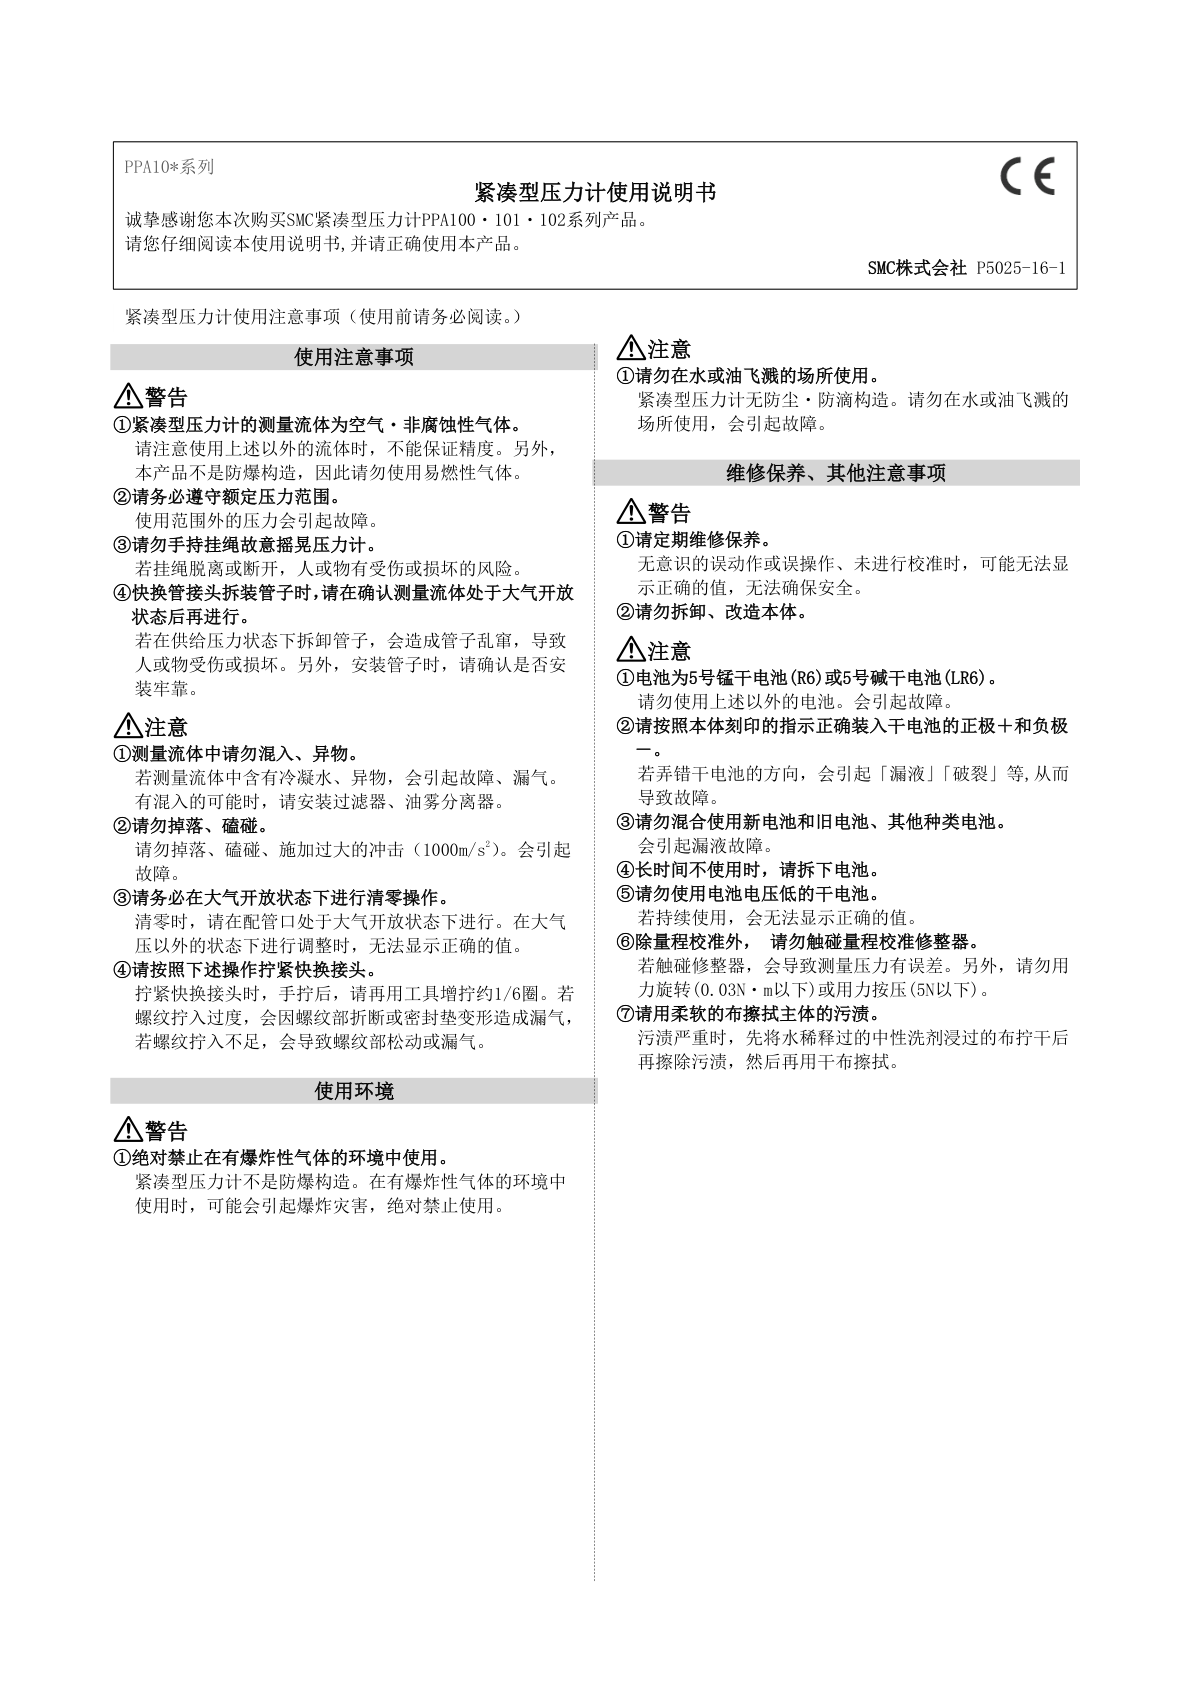 PPA10*系列
CE
紧凑型压力计使用说明书
诚挚感谢您本次购买SMC紧凑型压力计PPA100・101・102系列产品。
请您仔细阅读本使用说明书,并请正确使用本产品。
SMC株式会社 P5025-16-1
紧凑型压力计使用注意事项（使用前请务必阅读。）
使用注意事项
警告
①紧凑型压力计的测量流体为空气・非腐蚀性气体。
请注意使用上述以外的流体时，不能保证精度。另外，
本产品不是防爆构造，因此请勿使用易燃性气体。
②请务必遵守额定压力范围。
使用范围外的压力会引起故障。
③请勿手持挂绳故意摇晃压力计。
若挂绳脱离或断开，人或物有受伤或损坏的风险。
④快换管接头拆装管子时,请在确认测量流体处于大气开放
状态后再进行。
若在供给压力状态下拆卸管子，会造成管子乱窜，导致
人或物受伤或损坏。另外，安装管子时，请确认是否安
装牢靠。
注意
①测量流体中请勿混入、异物。
若测量流体中含有冷凝水、异物，会引起故障、漏气。
有混入的可能时，请安装过滤器、油雾分离器。
②请勿掉落、磕碰。
请勿掉落、磕碰、施加过大的冲击（1000m/s²）。会引起
故障。
③请务必在大气开放状态下进行清零操作。
清零时，请在配管口处于大气开放状态下进行。在大气
压以外的状态下进行调整时，无法显示正确的值。
④请按照下述操作拧紧快换接头。
拧紧快换接头时，手拧后，请再用工具增拧约1/6圈。若
螺纹拧入过度，会因螺纹部折断或密封垫变形造成漏气，
若螺纹拧入不足，会导致螺纹部松动或漏气。
使用环境
警告
①绝对禁止在有爆炸性气体的环境中使用。
紧凑型压力计不是防爆构造。在有爆炸性气体的环境中
使用时，可能会引起爆炸灾害，绝对禁止使用。
注意
①请勿在水或油飞溅的场所使用。
紧凑型压力计无防尘・防滴构造。请勿在水或油飞溅的
场所使用，会引起故障。
维修保养、其他注意事项
警告
①请定期维修保养。
无意识的误动作或误操作、未进行校准时，可能无法显
示正确的值，无法确保安全。
②请勿拆卸、改造本体。
注意
①电池为5号锰干电池(R6)或5号碱干电池(LR6)。
请勿使用上述以外的电池。会引起故障。
②请按照本体刻印的指示正确装入干电池的正极＋和负极
－。
若弄错干电池的方向，会引起「漏液」「破裂」等,从而
导致故障。
③请勿混合使用新电池和旧电池、其他种类电池。
会引起漏液故障。
④长时间不使用时，请拆下电池。
⑤请勿使用电池电压低的干电池。
若持续使用，会无法显示正确的值。
⑥除量程校准外， 请勿触碰量程校准修整器。
若触碰修整器，会导致测量压力有误差。另外，请勿用
力旋转(0.03N・m以下)或用力按压(5N以下)。
⑦请用柔软的布擦拭主体的污渍。
污渍严重时，先将水稀释过的中性洗剂浸过的布拧干后
再擦除污渍，然后再用干布擦拭。